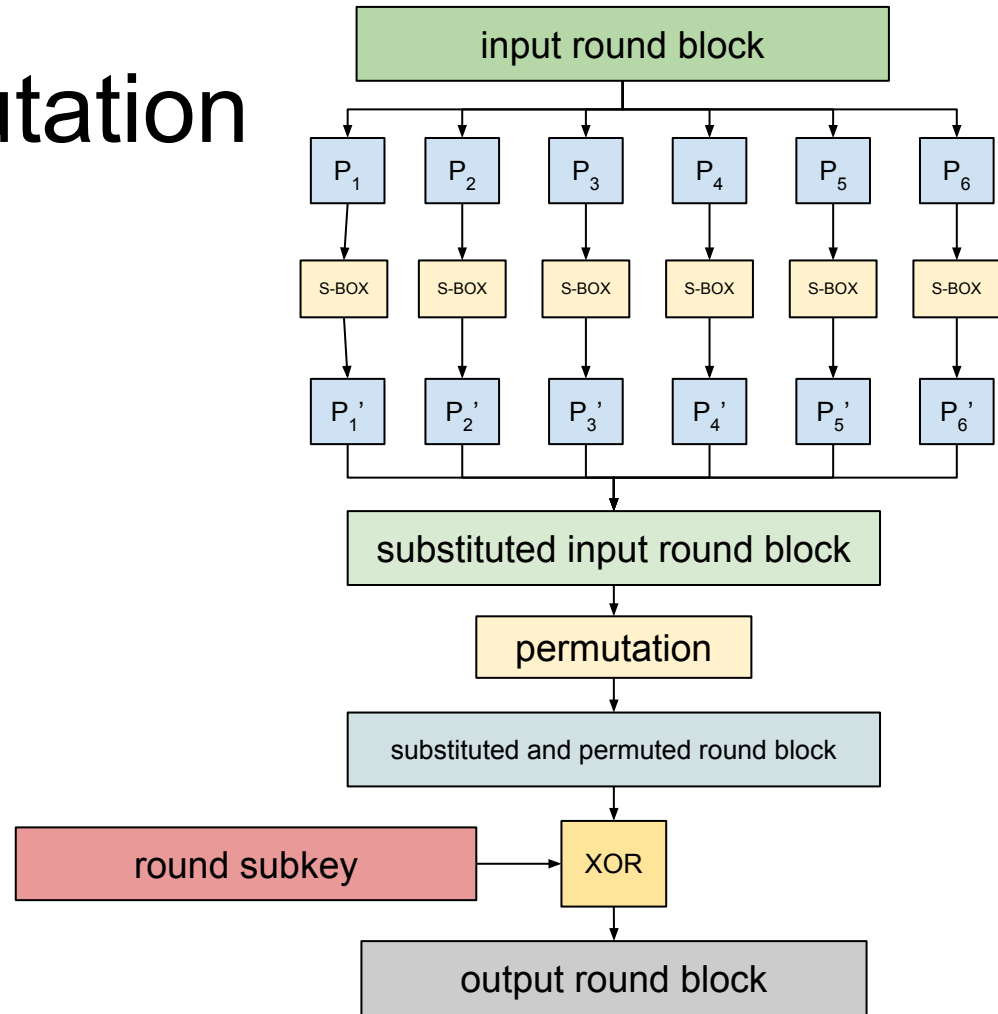 input round block
utation
P₁ P₂ P₃ P₄ P₅ P₆
S-BOX S-BOX S-BOX S-BOX S-BOX S-BOX
P₁’ P₂’ P₃’ P₄’ P₅’ P₆’
substituted input round block
permutation
substituted and permuted round block
round subkey XOR
output round block